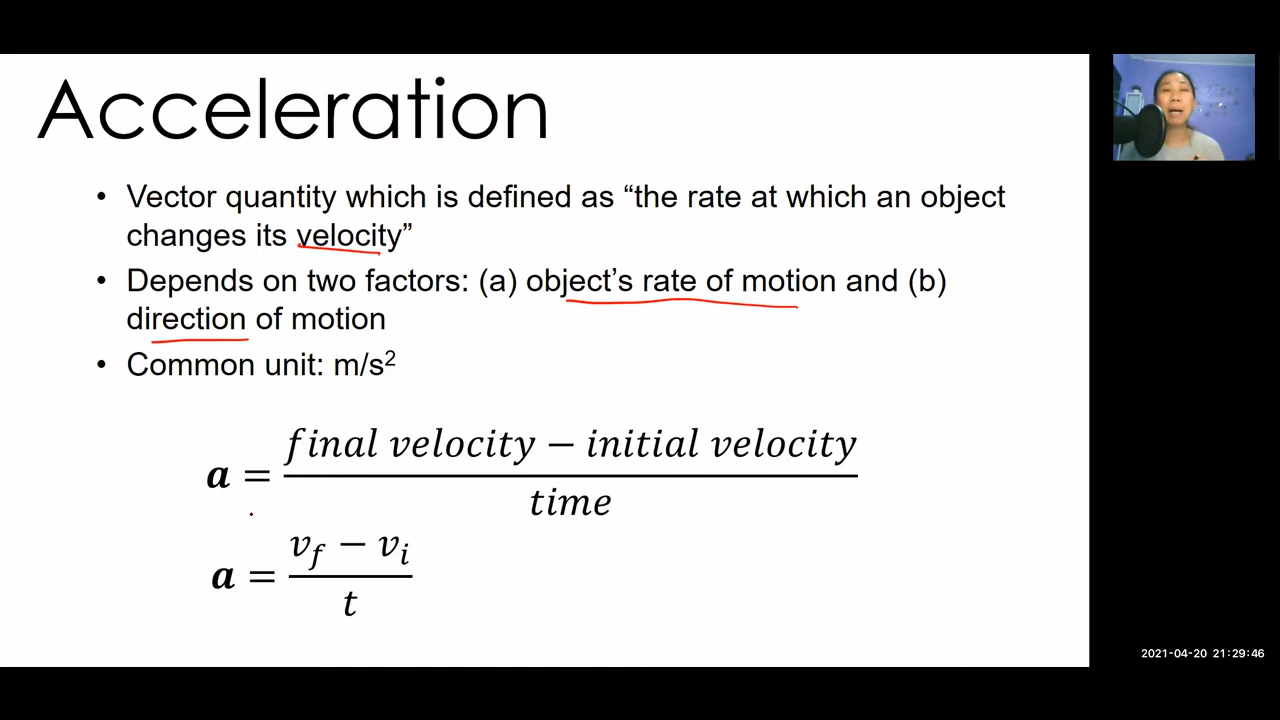 Acceleration
• Vector quantity which is defined as “the rate at which an object
changes its velocity”
• Depends on two factors: (a) object’s rate of motion and (b)
direction of motion
• Common unit: m/s²
a = (final velocity − initial velocity) / time
a = (v_f − v_i) / t
2021-04-20 21:29:46